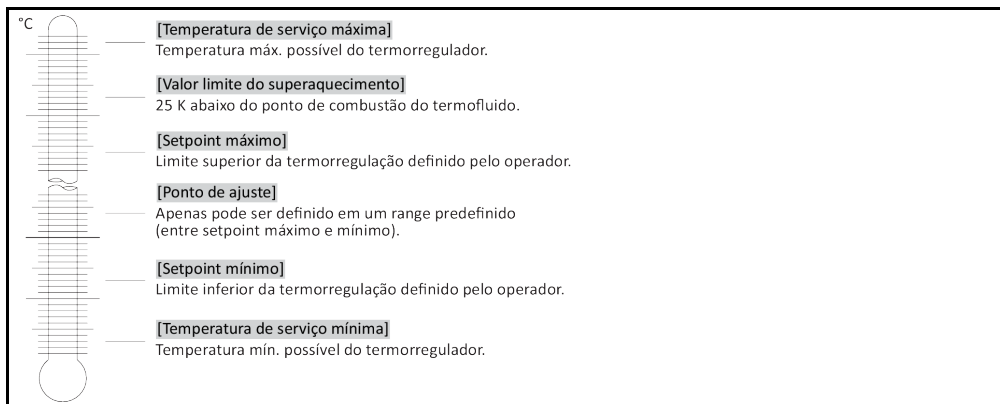 °C
[Temperatura de serviço máxima]
Temperatura máx. possível do termorregulador.
[Valor limite do superaquecimento]
25 K abaixo do ponto de combustão do termofluido.
[Setpoint máximo]
Limite superior da termorregulação definido pelo operador.
[Ponto de ajuste]
Apenas pode ser definido em um range predefinido
(entre setpoint máximo e mínimo).
[Setpoint mínimo]
Limite inferior da termorregulação definido pelo operador.
[Temperatura de serviço mínima]
Temperatura mín. possível do termorregulador.